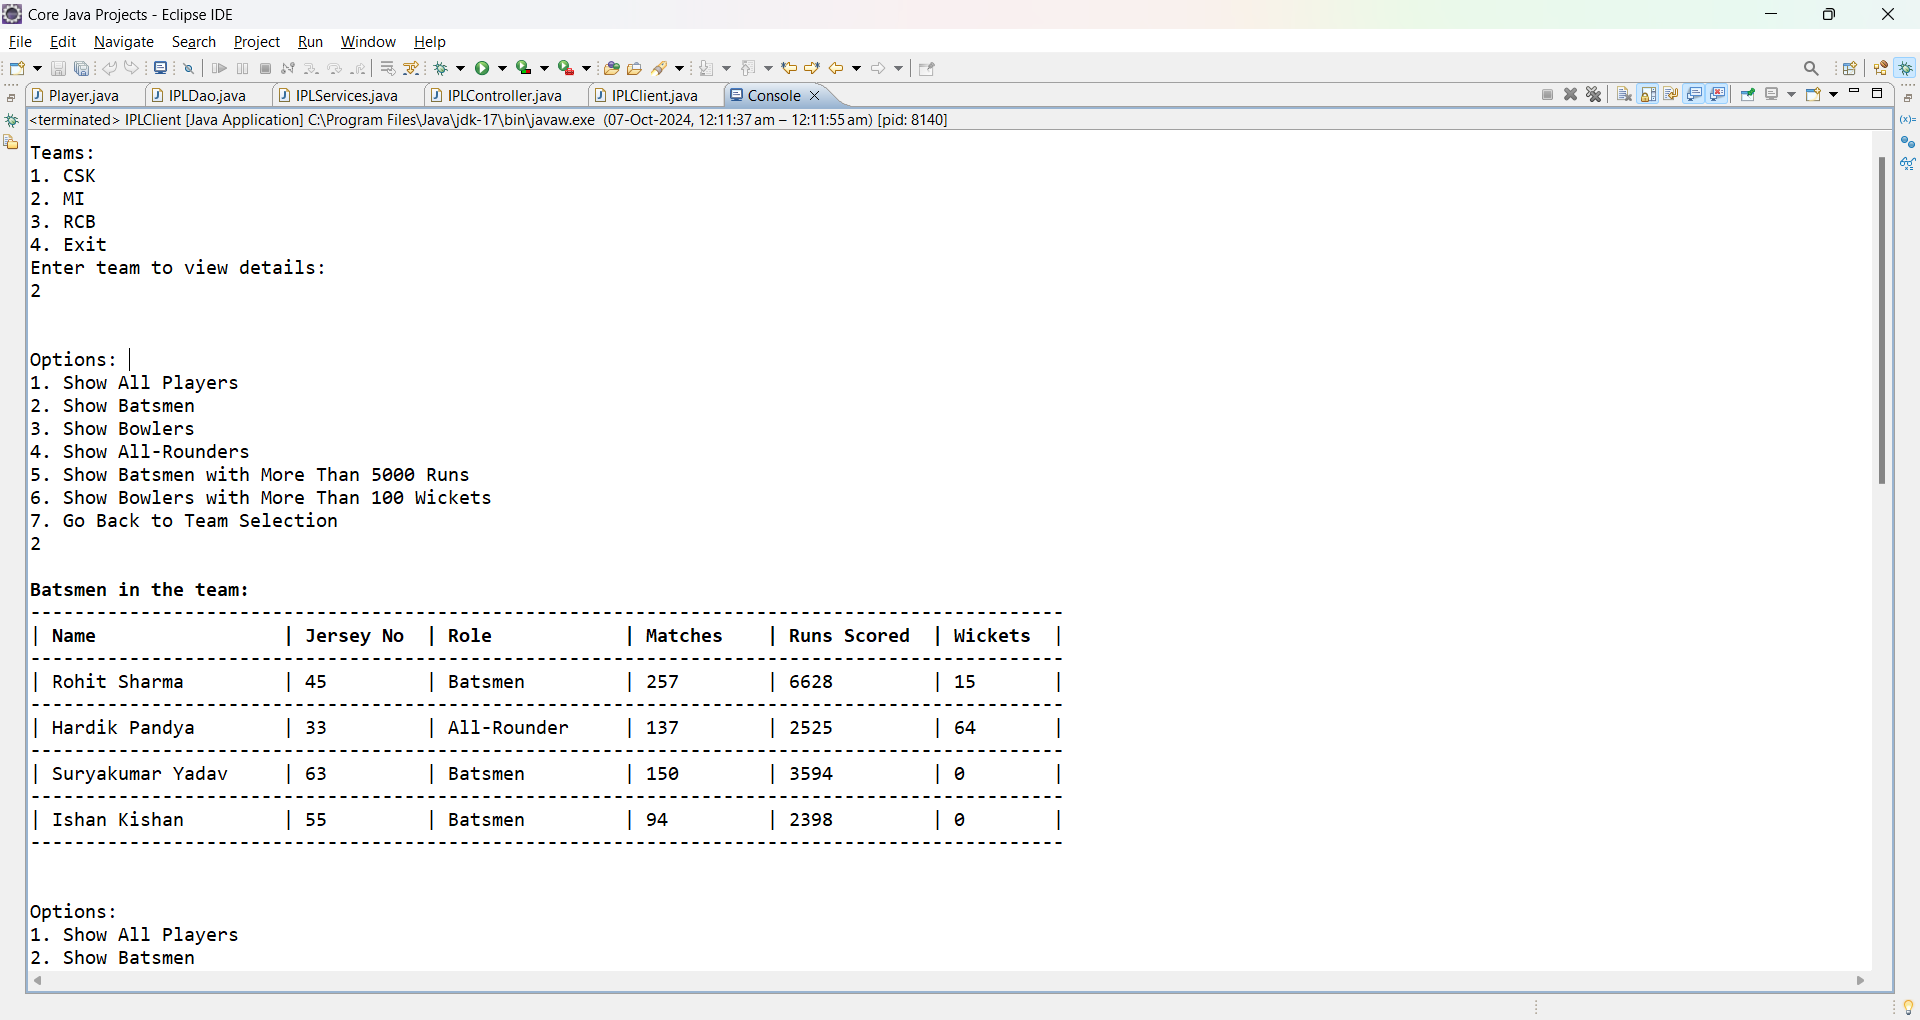 Core Java Projects - Eclipse IDE
File Edit Navigate Search Project Run Window Help
Player.java IPLDao.java IPLServices.java IPLController.java IPLClient.java Console
<terminated> IPLClient [Java Application] C:\Program Files\Java\jdk-17\bin\javaw.exe (07-Oct-2024, 12:11:37 am – 12:11:55 am) [pid: 8140]
Teams:
1. CSK
2. MI
3. RCB
4. Exit
Enter team to view details:
2
Options:
1. Show All Players
2. Show Batsmen
3. Show Bowlers
4. Show All-Rounders
5. Show Batsmen with More Than 5000 Runs
6. Show Bowlers with More Than 100 Wickets
7. Go Back to Team Selection
2
Batsmen in the team:
----------------------------------------------------------------------------------------------
| Name | Jersey No | Role | Matches | Runs Scored | Wickets |
----------------------------------------------------------------------------------------------
| Rohit Sharma | 45 | Batsmen | 257 | 6628 | 15 |
----------------------------------------------------------------------------------------------
| Hardik Pandya | 33 | All-Rounder | 137 | 2525 | 64 |
----------------------------------------------------------------------------------------------
| Suryakumar Yadav | 63 | Batsmen | 150 | 3594 | 0 |
----------------------------------------------------------------------------------------------
| Ishan Kishan | 55 | Batsmen | 94 | 2398 | 0 |
----------------------------------------------------------------------------------------------
Options:
1. Show All Players
2. Show Batsmen